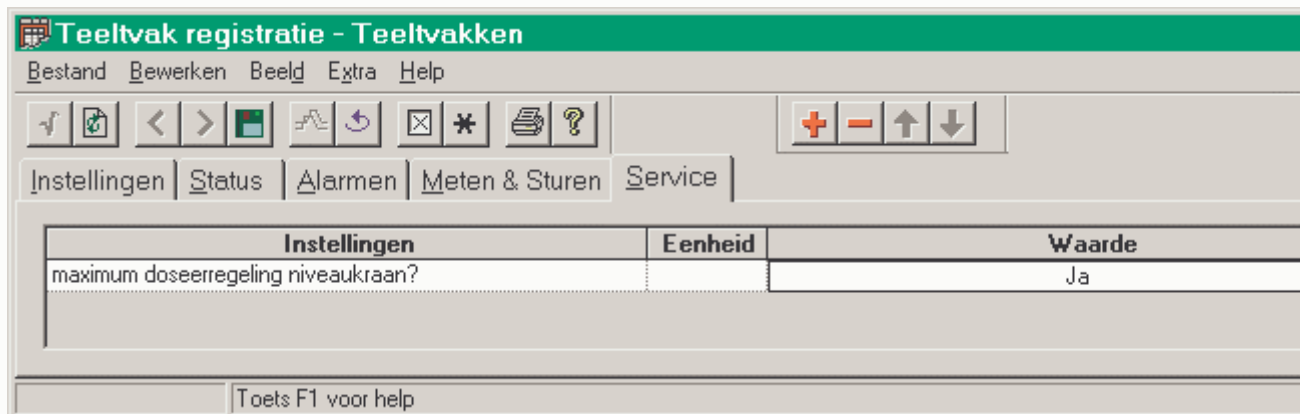 Teeltvak registratie - Teeltvakken
Bestand Bewerken Beeld Extra Help
Instellingen Status Alarmen Meten & Sturen Service
Instellingen Eenheid Waarde
maximum doseerregeling niveaukraan? Ja
Toets F1 voor help